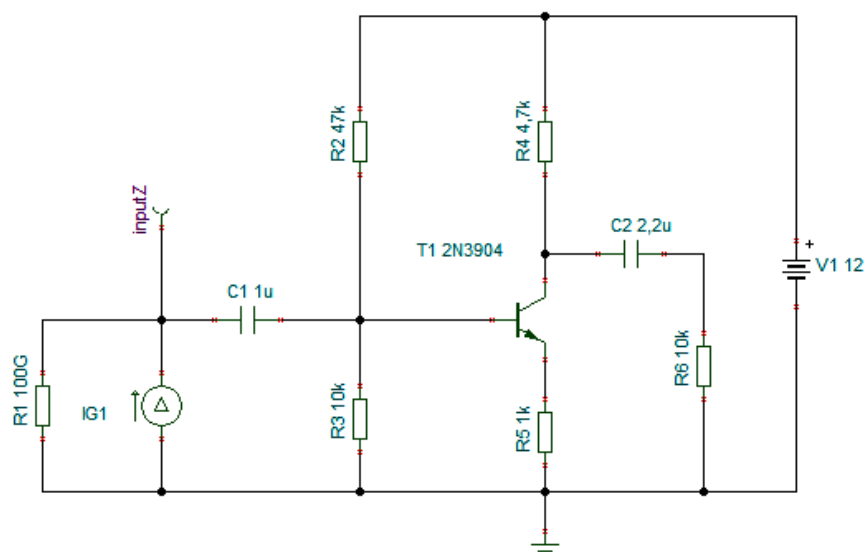 R2 47k
R4 4,7k
inputZ
C2 2,2u
T1 2N3904
+
V1 12
C1 1u
R1 100G
IG1
R3 10k
R5 1k
R6 10k